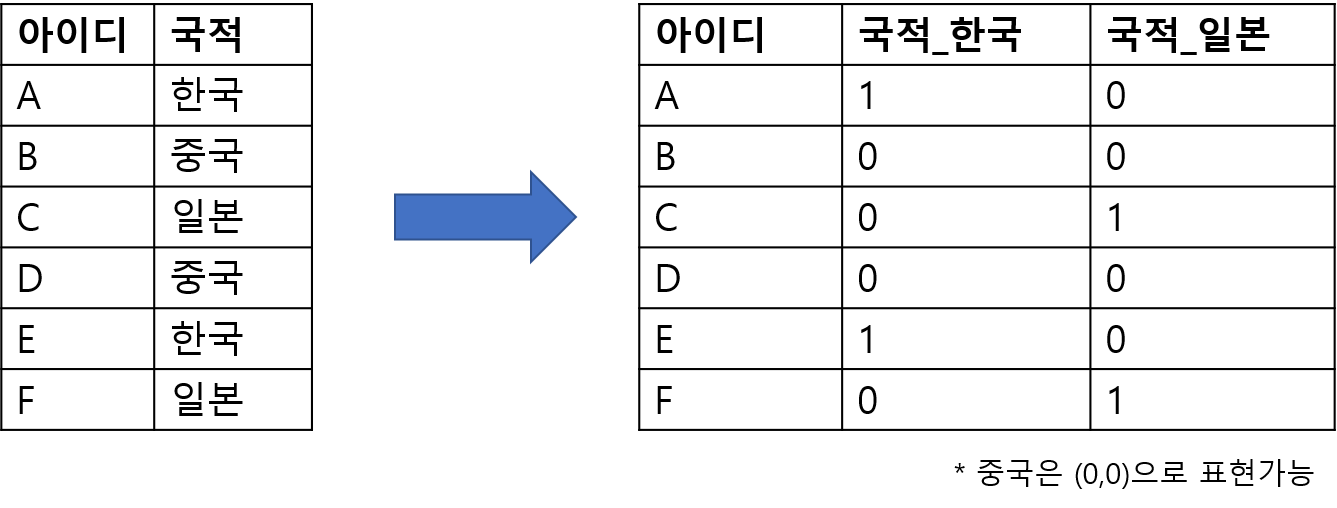 아이디 국적
A 한국
B 중국
C 일본
D 중국
E 한국
F 일본
아이디 국적_한국 국적_일본
A 1 0
B 0 0
C 0 1
D 0 0
E 1 0
F 0 1
* 중국은 (0,0)으로 표현가능